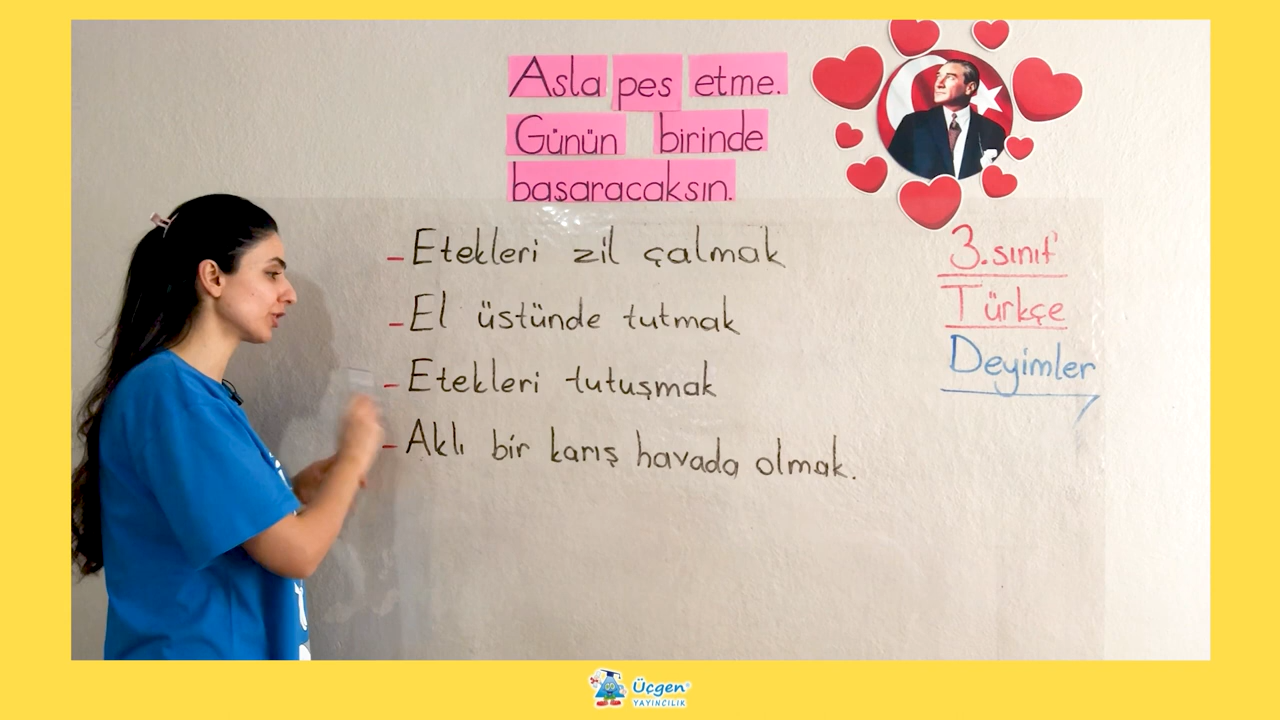 Asla pes etme.
Günün birinde
başaracaksın.
- Etekleri zil çalmak
- El üstünde tutmak
- Etekleri tutuşmak
- Aklı bir karış havada olmak.
3.sınıf
Türkçe
Deyimler
Üçgen
YAYINCILIK